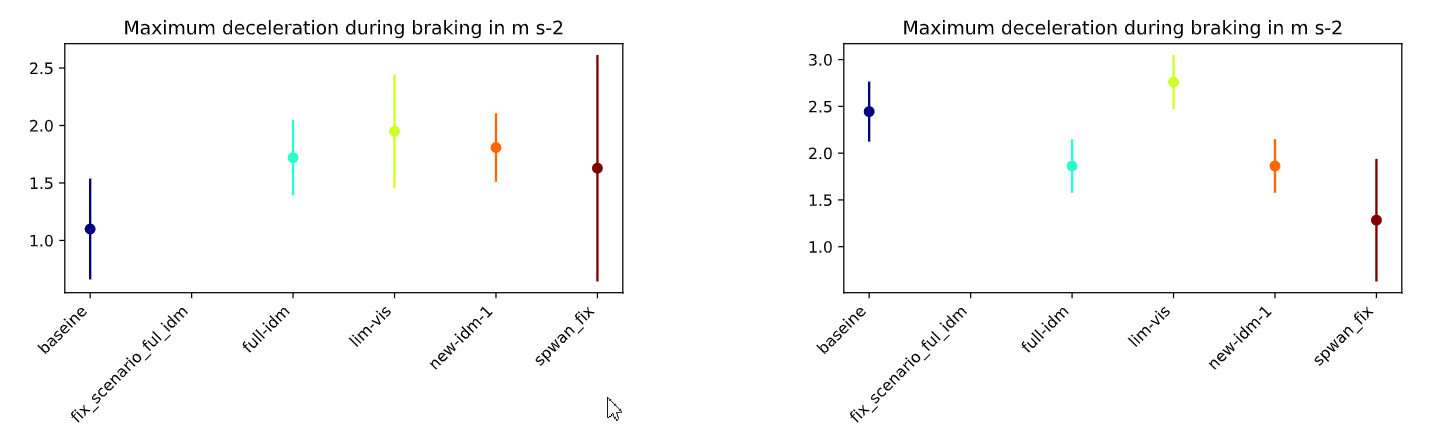 Maximum deceleration during braking in m s-2
2.5
2.0
1.5
1.0
baseine
fix_scenario_ful_idm
full-idm
lim-vis
new-idm-1
spwan_fix
Maximum deceleration during braking in m s-2
3.0
2.5
2.0
1.5
1.0
baseine
fix_scenario_ful_idm
full-idm
lim-vis
new-idm-1
spwan_fix